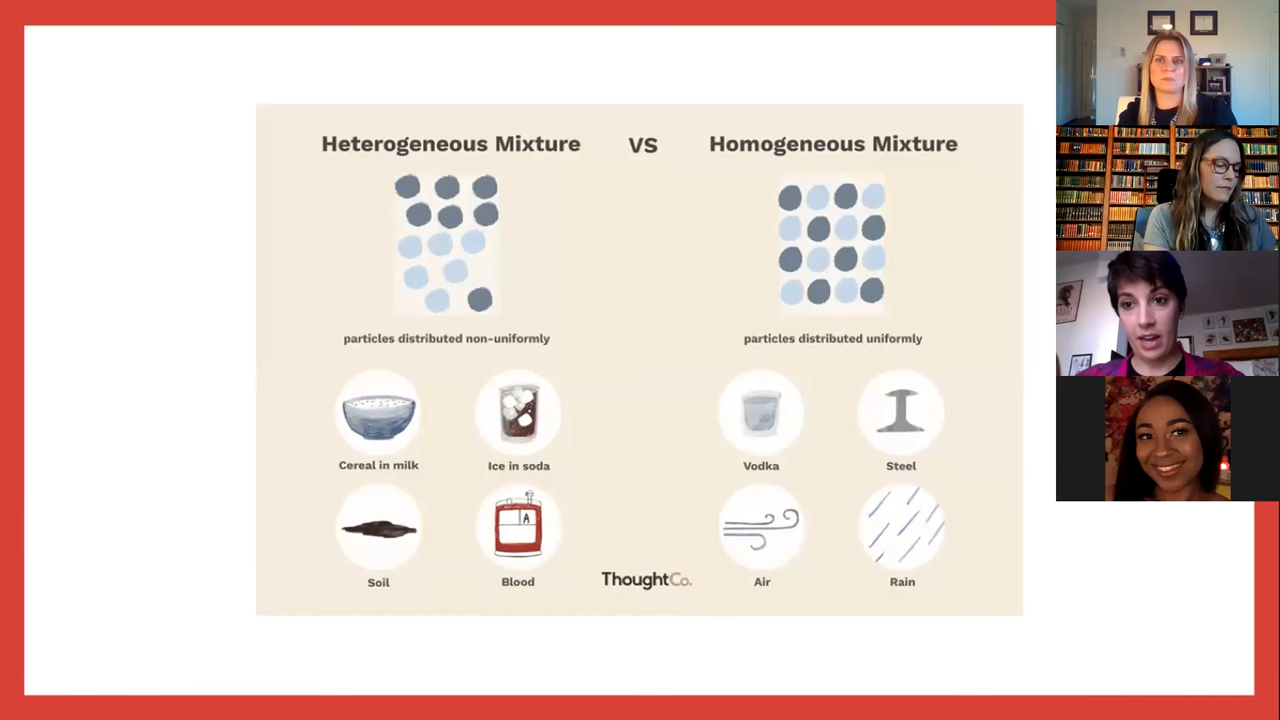 Heterogeneous Mixture
VS
Homogeneous Mixture
particles distributed non-uniformly
particles distributed uniformly
Cereal in milk
Ice in soda
Vodka
Steel
A
Soil
Blood
ThoughtCo.
Air
Rain